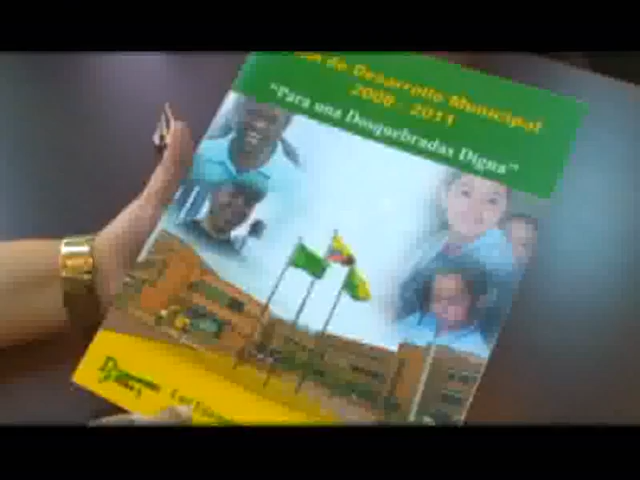 de Desarrollo Municipal
2008 - 2011
"Para una Dosquebradas Digna"